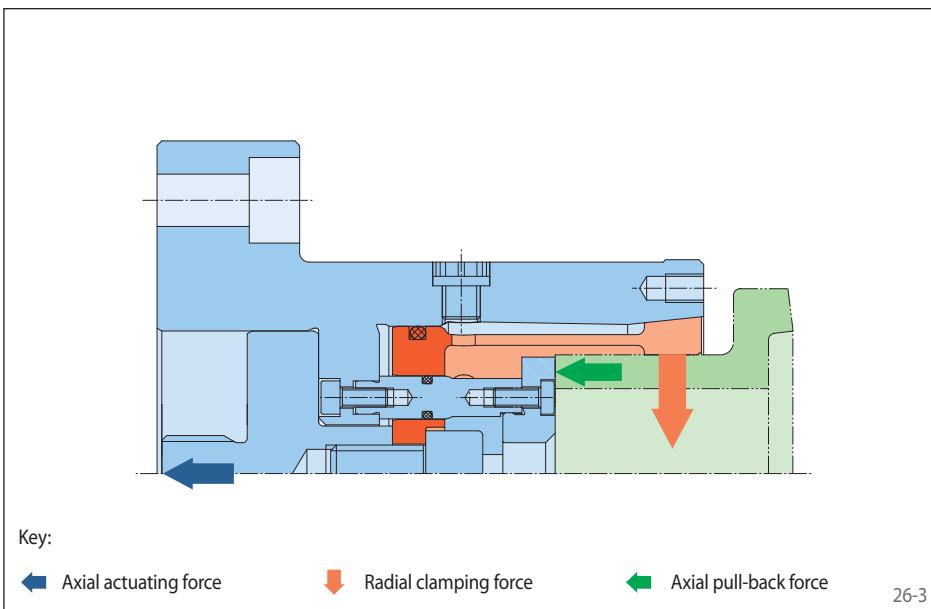 Key:
Axial actuating force
Radial clamping force
Axial pull-back force
26-3